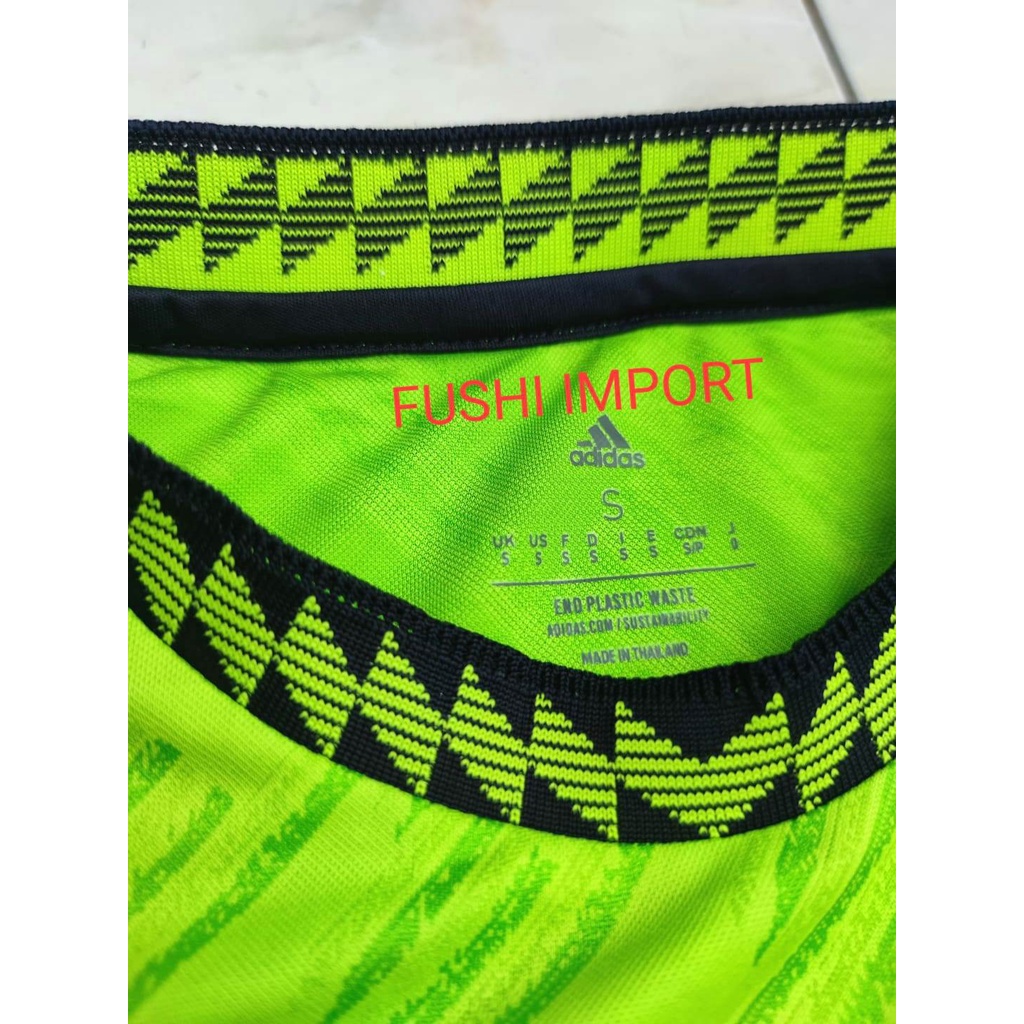 FUSHI IMPORT
adidas
S
UK US F D I E CDN J
S S S S S S S/P O
END PLASTIC WASTE
ADIDAS.COM / SUSTAINABILITY
MADE IN THAILAND